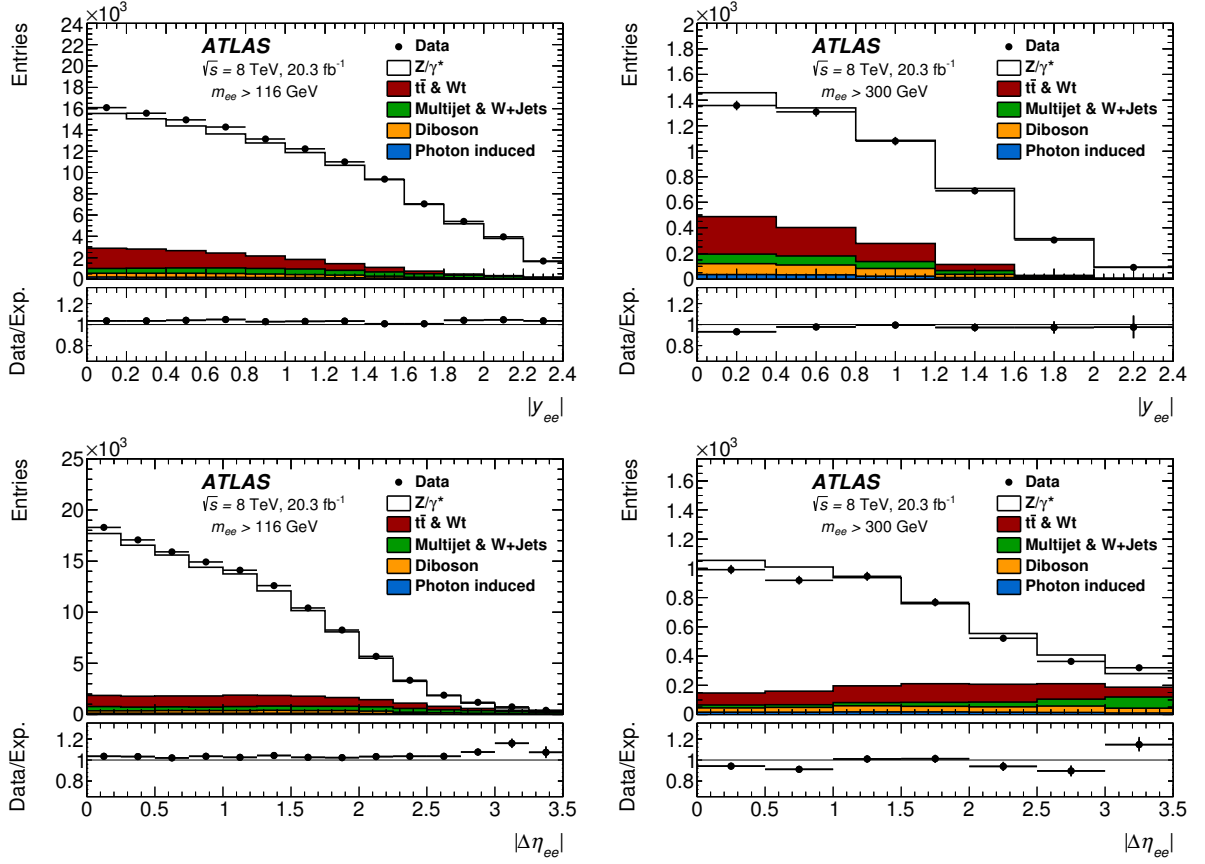 ×10³
Entries
24
22
20
18
16
14
12
10
8
6
4
2
0
ATLAS
√s = 8 TeV, 20.3 fb⁻¹
m_ee > 116 GeV
Data
Z/γ*
tt̄ & Wt
Multijet & W+Jets
Diboson
Photon induced
Data/Exp.
1.2
1
0.8
0 0.2 0.4 0.6 0.8 1 1.2 1.4 1.6 1.8 2 2.2 2.4
|y_ee|
×10³
Entries
2
1.8
1.6
1.4
1.2
1
0.8
0.6
0.4
0.2
0
ATLAS
√s = 8 TeV, 20.3 fb⁻¹
m_ee > 300 GeV
Data
Z/γ*
tt̄ & Wt
Multijet & W+Jets
Diboson
Photon induced
Data/Exp.
1.2
1
0.8
0 0.2 0.4 0.6 0.8 1 1.2 1.4 1.6 1.8 2 2.2 2.4
|y_ee|
×10³
Entries
25
20
15
10
5
0
ATLAS
√s = 8 TeV, 20.3 fb⁻¹
m_ee > 116 GeV
Data
Z/γ*
tt̄ & Wt
Multijet & W+Jets
Diboson
Photon induced
Data/Exp.
1.2
1
0.8
0 0.5 1 1.5 2 2.5 3 3.5
|Δη_ee|
×10³
Entries
1.6
1.4
1.2
1
0.8
0.6
0.4
0.2
0
ATLAS
√s = 8 TeV, 20.3 fb⁻¹
m_ee > 300 GeV
Data
Z/γ*
tt̄ & Wt
Multijet & W+Jets
Diboson
Photon induced
Data/Exp.
1.2
1
0.8
0 0.5 1 1.5 2 2.5 3 3.5
|Δη_ee|